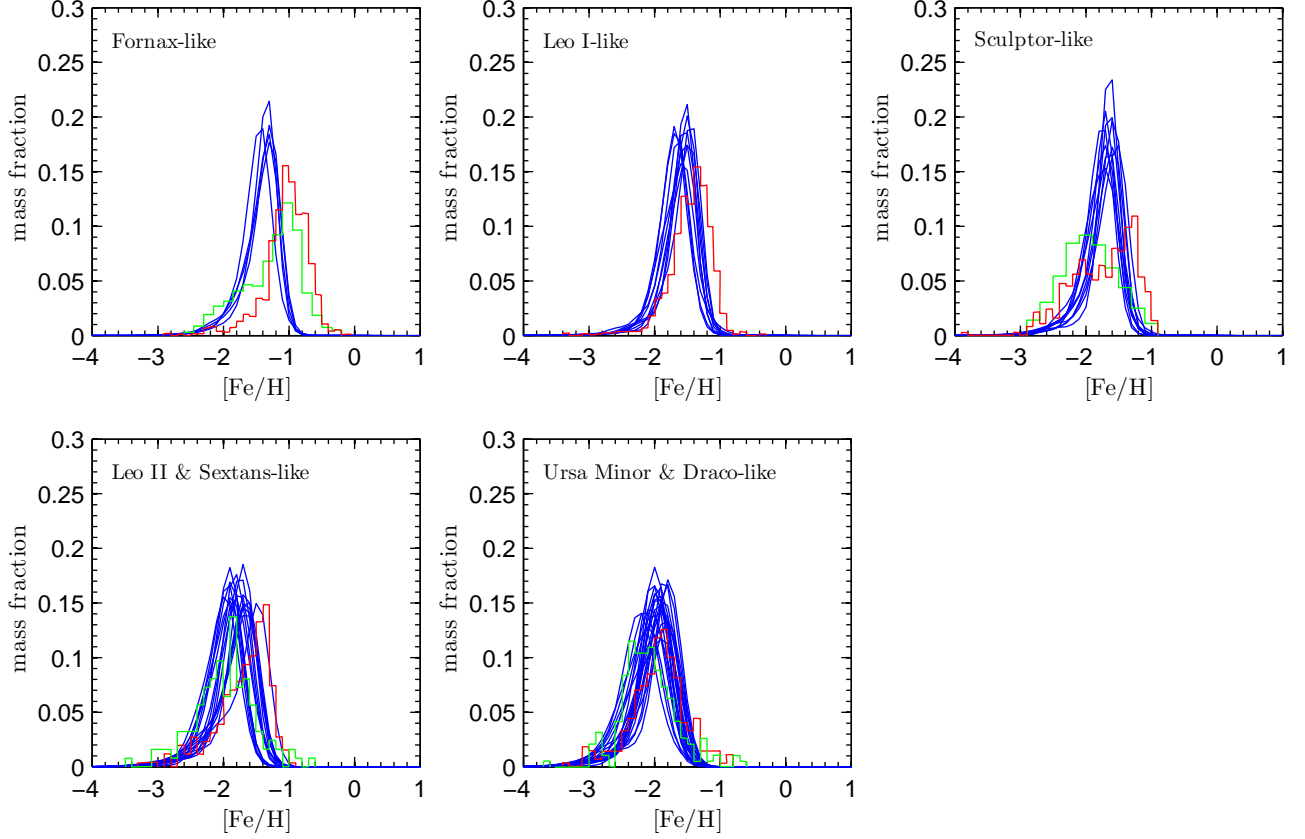 Fornax-like
0.3
0.25
0.2
0.15
0.1
0.05
0
mass fraction
−4 −3 −2 −1 0 1
[Fe/H]
Leo I-like
0.3
0.25
0.2
0.15
0.1
0.05
0
mass fraction
−4 −3 −2 −1 0 1
[Fe/H]
Sculptor-like
0.3
0.25
0.2
0.15
0.1
0.05
0
mass fraction
−4 −3 −2 −1 0 1
[Fe/H]
Leo II & Sextans-like
0.3
0.25
0.2
0.15
0.1
0.05
0
mass fraction
−4 −3 −2 −1 0 1
[Fe/H]
Ursa Minor & Draco-like
0.3
0.25
0.2
0.15
0.1
0.05
0
mass fraction
−4 −3 −2 −1 0 1
[Fe/H]